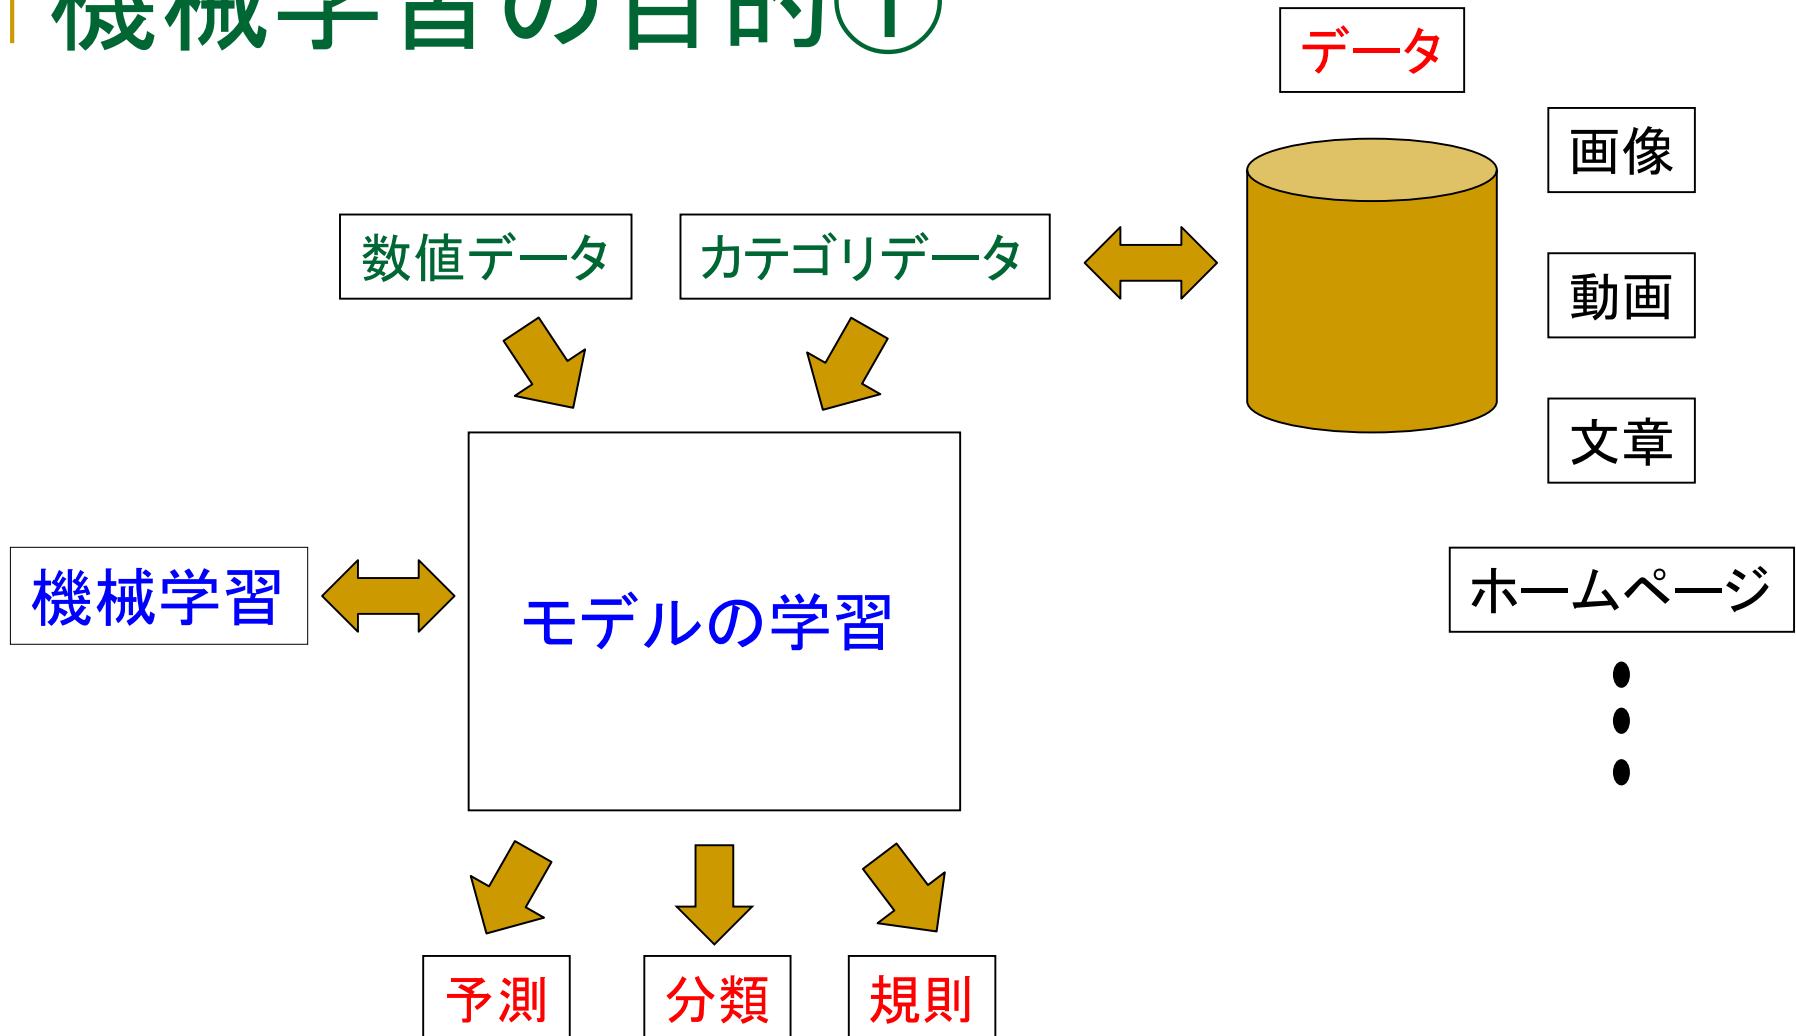 機械学習の目的①
データ
画像
数値データ
カテゴリデータ
動画
文章
機械学習
モデルの学習
ホームページ
予測
分類
規則